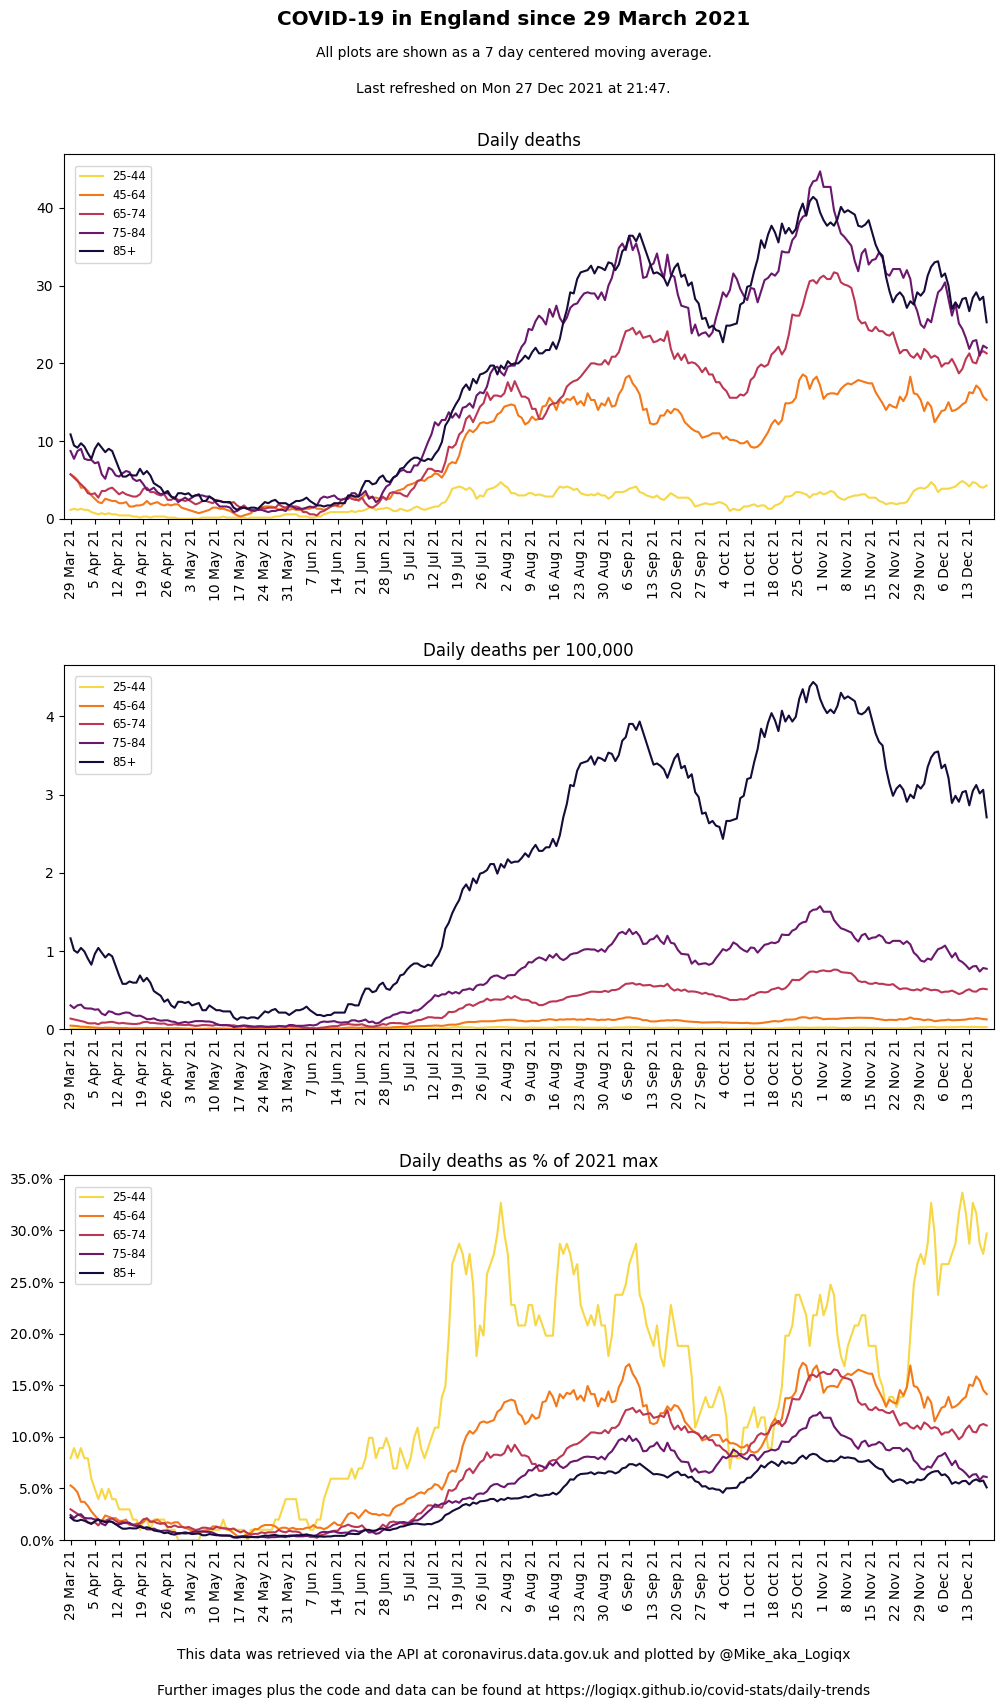 COVID-19 in England since 29 March 2021
All plots are shown as a 7 day centered moving average.
Last refreshed on Mon 27 Dec 2021 at 21:47.
Daily deaths
25-44
45-64
65-74
75-84
85+
40
30
20
10
0
29 Mar 21
5 Apr 21
12 Apr 21
19 Apr 21
26 Apr 21
3 May 21
10 May 21
17 May 21
24 May 21
31 May 21
7 Jun 21
14 Jun 21
21 Jun 21
28 Jun 21
5 Jul 21
12 Jul 21
19 Jul 21
26 Jul 21
2 Aug 21
9 Aug 21
16 Aug 21
23 Aug 21
30 Aug 21
6 Sep 21
13 Sep 21
20 Sep 21
27 Sep 21
4 Oct 21
11 Oct 21
18 Oct 21
25 Oct 21
1 Nov 21
8 Nov 21
15 Nov 21
22 Nov 21
29 Nov 21
6 Dec 21
13 Dec 21
Daily deaths per 100,000
25-44
45-64
65-74
75-84
85+
4
3
2
1
0
29 Mar 21
5 Apr 21
12 Apr 21
19 Apr 21
26 Apr 21
3 May 21
10 May 21
17 May 21
24 May 21
31 May 21
7 Jun 21
14 Jun 21
21 Jun 21
28 Jun 21
5 Jul 21
12 Jul 21
19 Jul 21
26 Jul 21
2 Aug 21
9 Aug 21
16 Aug 21
23 Aug 21
30 Aug 21
6 Sep 21
13 Sep 21
20 Sep 21
27 Sep 21
4 Oct 21
11 Oct 21
18 Oct 21
25 Oct 21
1 Nov 21
8 Nov 21
15 Nov 21
22 Nov 21
29 Nov 21
6 Dec 21
13 Dec 21
Daily deaths as % of 2021 max
25-44
45-64
65-74
75-84
85+
35.0%
30.0%
25.0%
20.0%
15.0%
10.0%
5.0%
0.0%
29 Mar 21
5 Apr 21
12 Apr 21
19 Apr 21
26 Apr 21
3 May 21
10 May 21
17 May 21
24 May 21
31 May 21
7 Jun 21
14 Jun 21
21 Jun 21
28 Jun 21
5 Jul 21
12 Jul 21
19 Jul 21
26 Jul 21
2 Aug 21
9 Aug 21
16 Aug 21
23 Aug 21
30 Aug 21
6 Sep 21
13 Sep 21
20 Sep 21
27 Sep 21
4 Oct 21
11 Oct 21
18 Oct 21
25 Oct 21
1 Nov 21
8 Nov 21
15 Nov 21
22 Nov 21
29 Nov 21
6 Dec 21
13 Dec 21
This data was retrieved via the API at coronavirus.data.gov.uk and plotted by @Mike_aka_Logiqx
Further images plus the code and data can be found at https://logiqx.github.io/covid-stats/daily-trends